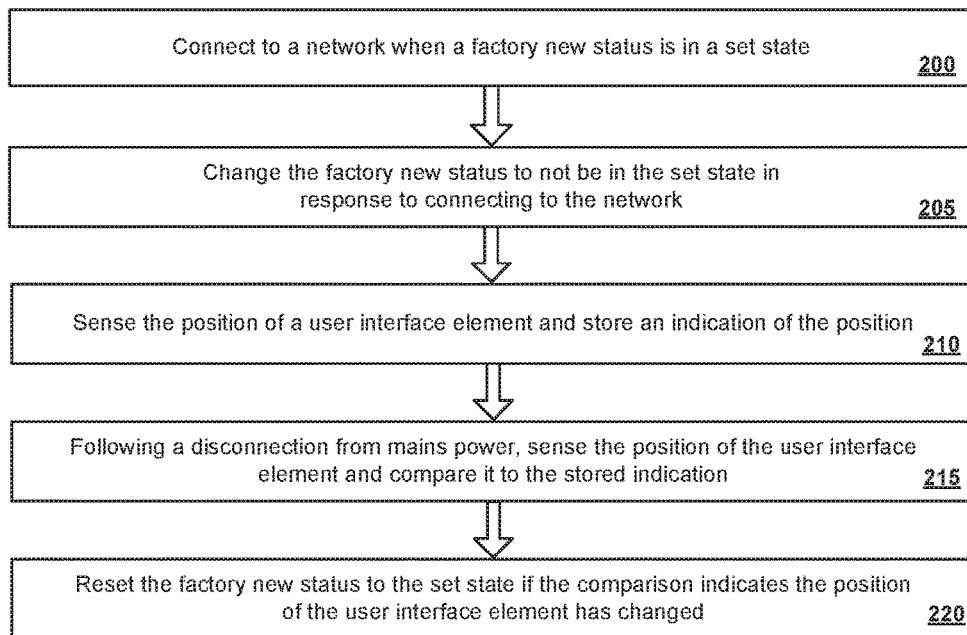 Connect to a network when a factory new status is in a set state
200
Change the factory new status to not be in the set state in
response to connecting to the network
205
Sense the position of a user interface element and store an indication of the position
210
Following a disconnection from mains power, sense the position of the user interface
element and compare it to the stored indication
215
Reset the factory new status to the set state if the comparison indicates the position
of the user interface element has changed
220